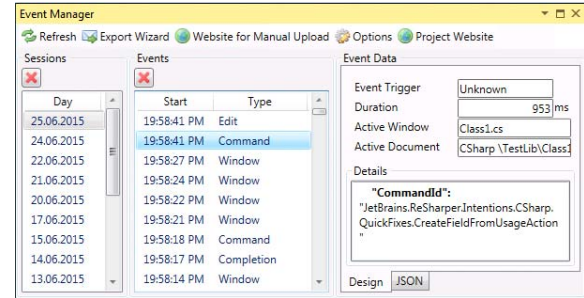 Event Manager
Refresh Export Wizard Website for Manual Upload Options Project Website
Sessions
Day
25.06.2015
24.06.2015
22.06.2015
21.06.2015
20.06.2015
17.06.2015
15.06.2015
14.06.2015
13.06.2015
Events
Start Type
19:58:41 PM Edit
19:58:41 PM Command
19:58:27 PM Window
19:58:24 PM Window
19:58:22 PM Window
19:58:21 PM Window
19:58:18 PM Command
19:58:17 PM Completion
19:58:14 PM Window
Event Data
Event Trigger Unknown
Duration 953 ms
Active Window Class1.cs
Active Document CSharp \TestLib\Class1
Details
"CommandId":
"JetBrains.ReSharper.Intentions.CSharp.
QuickFixes.CreateFieldFromUsageAction
"
Design JSON